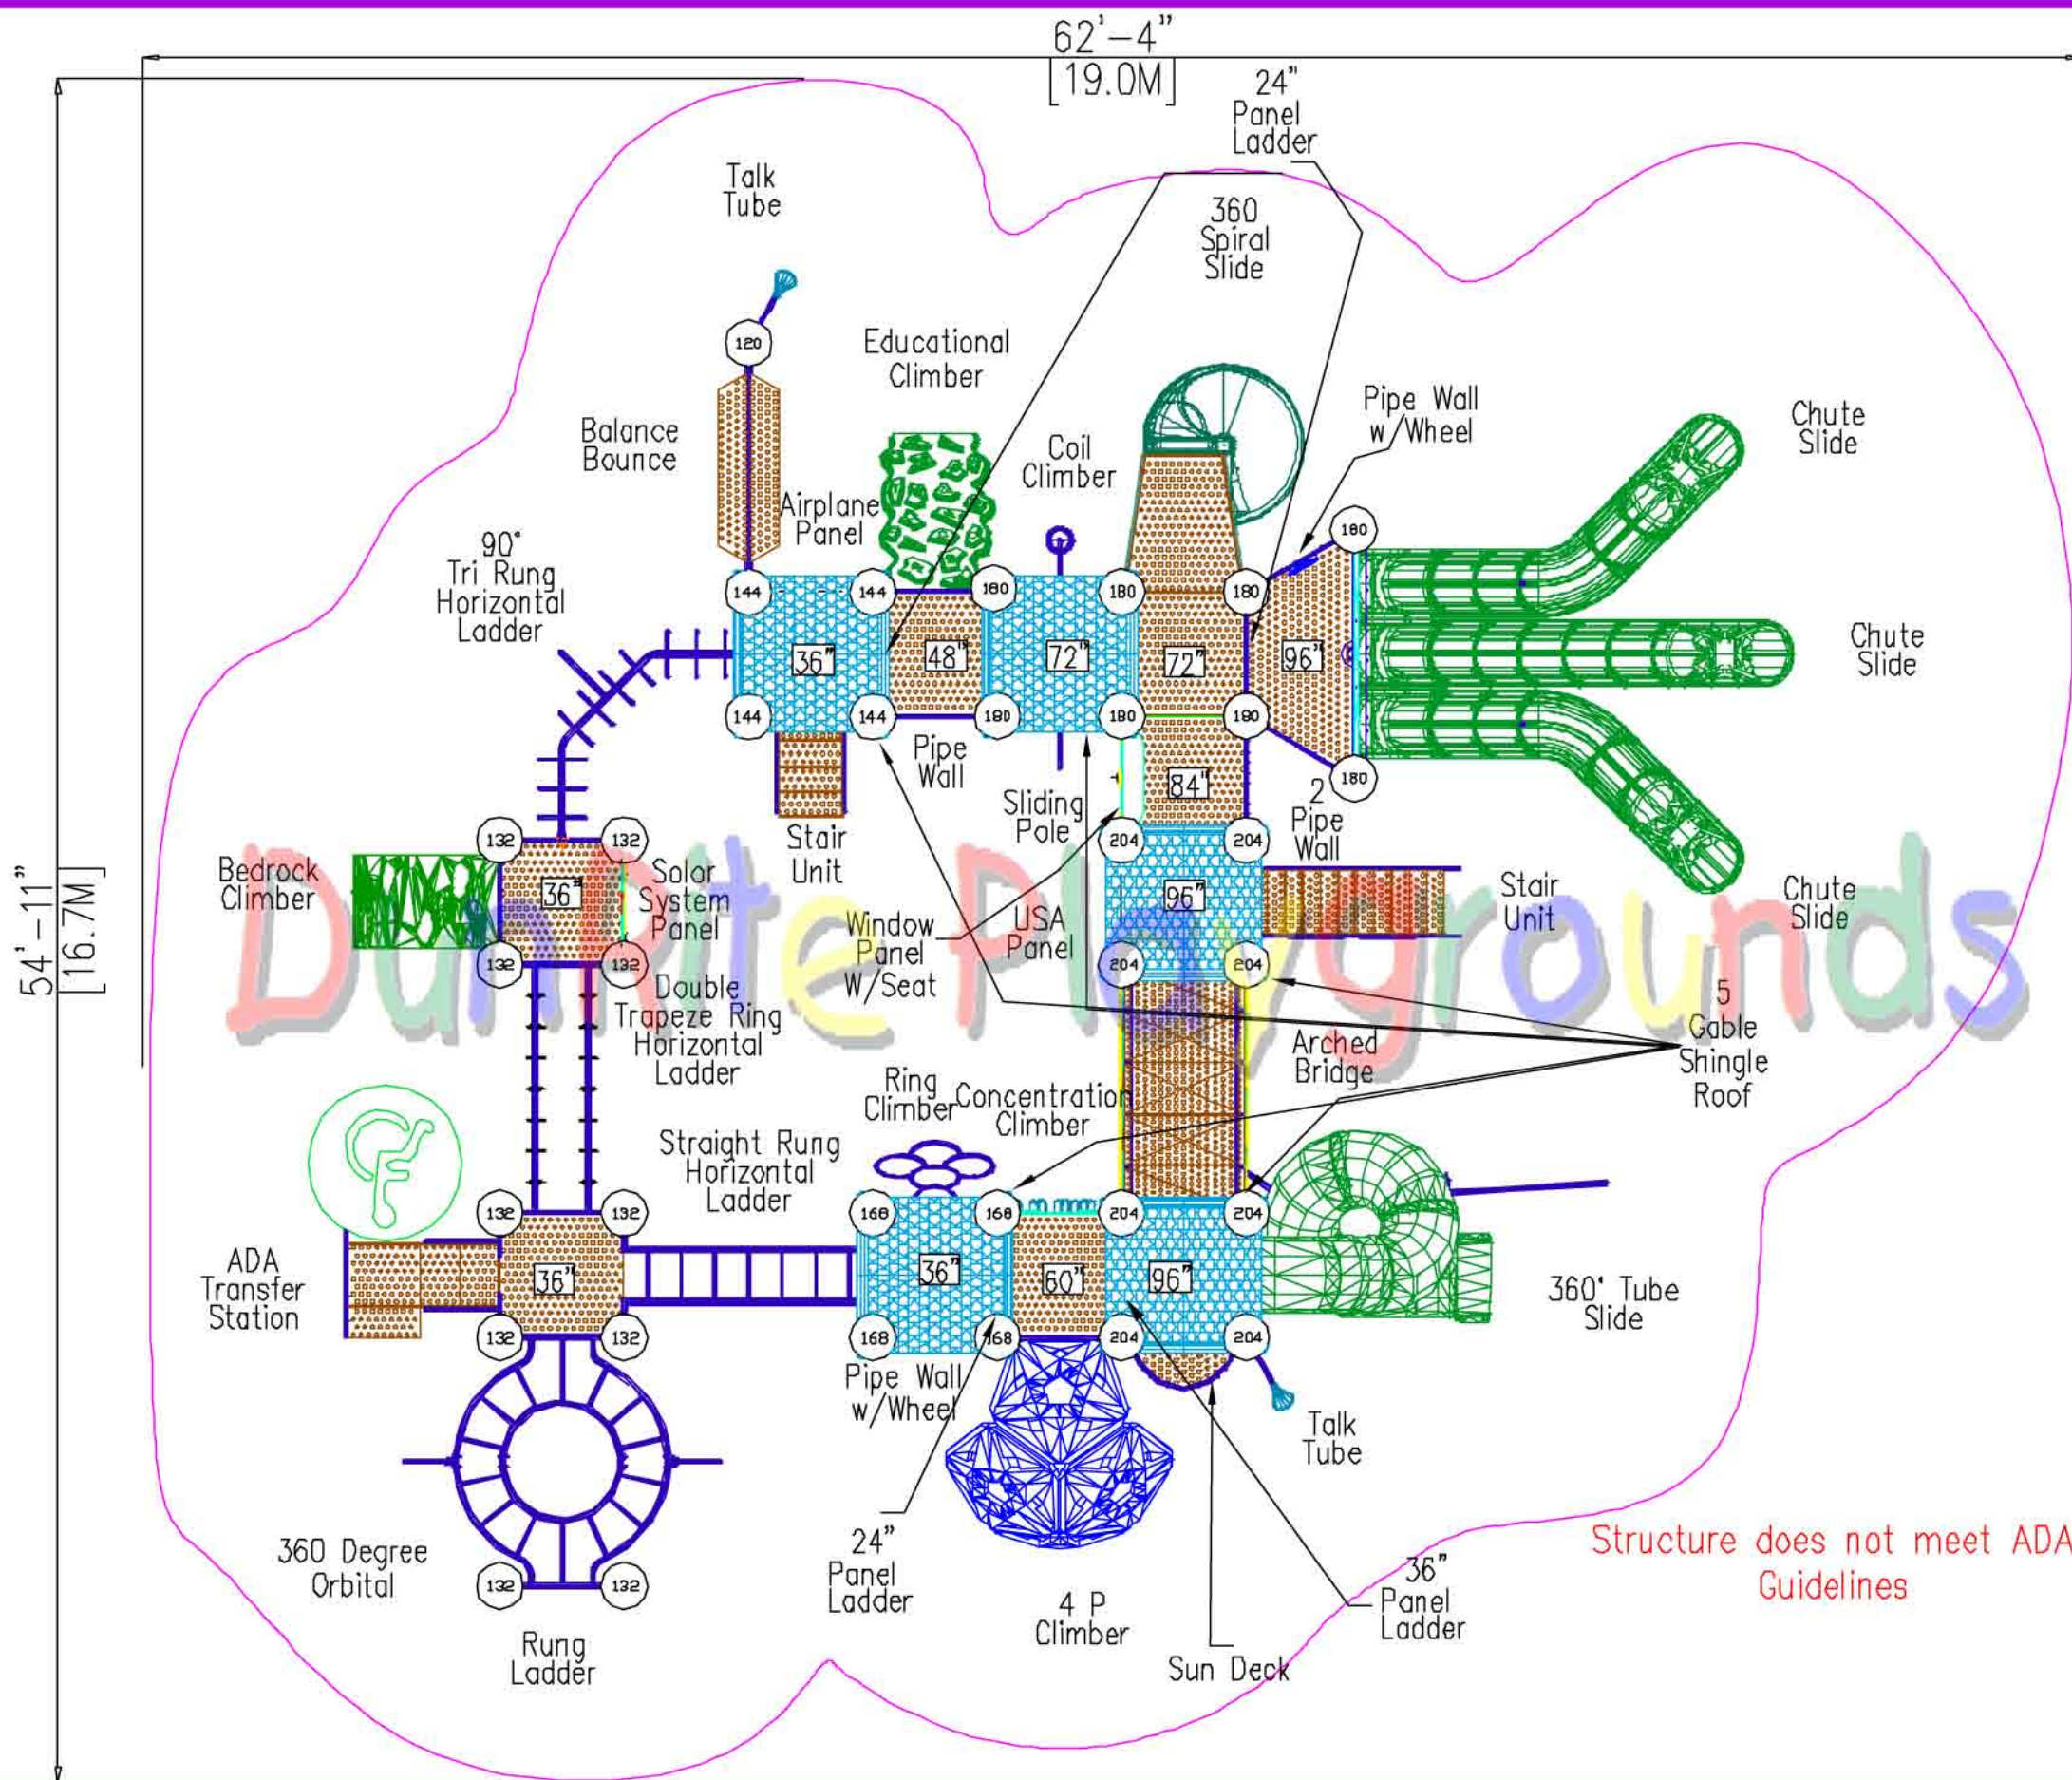 62'-4"
[19.0M]
24"
Panel
Ladder
Talk
Tube
360
Spiral
Slide
120
Educational
Climber
Pipe Wall
w/Wheel
Chute
Slide
Balance
Bounce
Coil
Climber
Airplane
Panel
90°
Tri Rung
Horizontal
Ladder
180
144
144
180
180
180
36"
48"
72"
72"
96"
Chute
Slide
144
144
180
180
180
Pipe
Wall
84"
180
Sliding
Pole
2
Pipe
Wall
Stair
Unit
132
132
204
204
54'-11"
[16.7M]
Bedrock
Climber
36"
Solar
System
Panel
96"
Stair
Unit
Chute
Slide
Window
Panel
W/Seat
USA
Panel
DunRite Playgrounds
132
132
204
204
Double
Trapeze Ring
Horizontal
Ladder
5
Gable
Shingle
Roof
Arched
Bridge
Ring
Climber
Concentration
Climber
Straight Rung
Horizontal
Ladder
132
132
168
168
204
204
ADA
Transfer
Station
36"
36"
60"
96"
360° Tube
Slide
132
132
168
168
204
204
Pipe Wall
w/Wheel
Talk
Tube
360 Degree
Orbital
132
132
24"
Panel
Ladder
4 P
Climber
36"
Panel
Ladder
Structure does not meet ADA
Guidelines
Rung
Ladder
Sun Deck